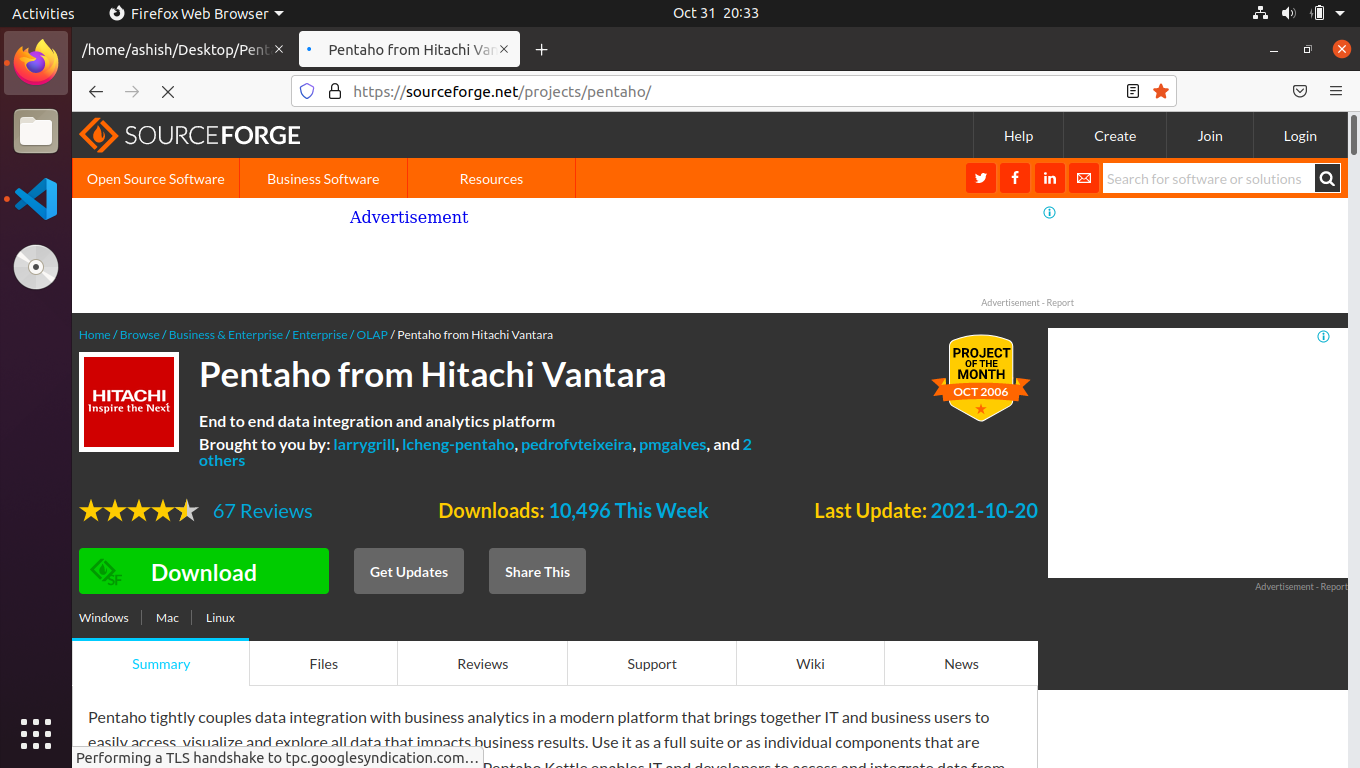 Activities
Firefox Web Browser
Oct 31 20:33
/home/ashish/Desktop/Pent
Pentaho from Hitachi Van
https://sourceforge.net/projects/pentaho/
SOURCEFORGE
Help
Create
Join
Login
Open Source Software
Business Software
Resources
Search for software or solutions
Advertisement
Advertisement - Report
Home / Browse / Business & Enterprise / Enterprise / OLAP / Pentaho from Hitachi Vantara
HITACHI
Inspire the Next
Pentaho from Hitachi Vantara
PROJECT
OF THE
MONTH
OCT 2006
End to end data integration and analytics platform
Brought to you by: larrygrill, lcheng-pentaho, pedrofvteixeira, pmgalves, and 2
others
67 Reviews
Downloads: 10,496 This Week
Last Update: 2021-10-20
SF
Download
Get Updates
Share This
Advertisement - Report
Windows
Mac
Linux
Summary
Files
Reviews
Support
Wiki
News
Pentaho tightly couples data integration with business analytics in a modern platform that brings together IT and business users to
easily access, visualize and explore all data that impacts business results. Use it as a full suite or as individual components that are
Performing a TLS handshake to tpc.googlesyndication.com…
Pentaho Kettle enables IT and developers to access and integrate data from